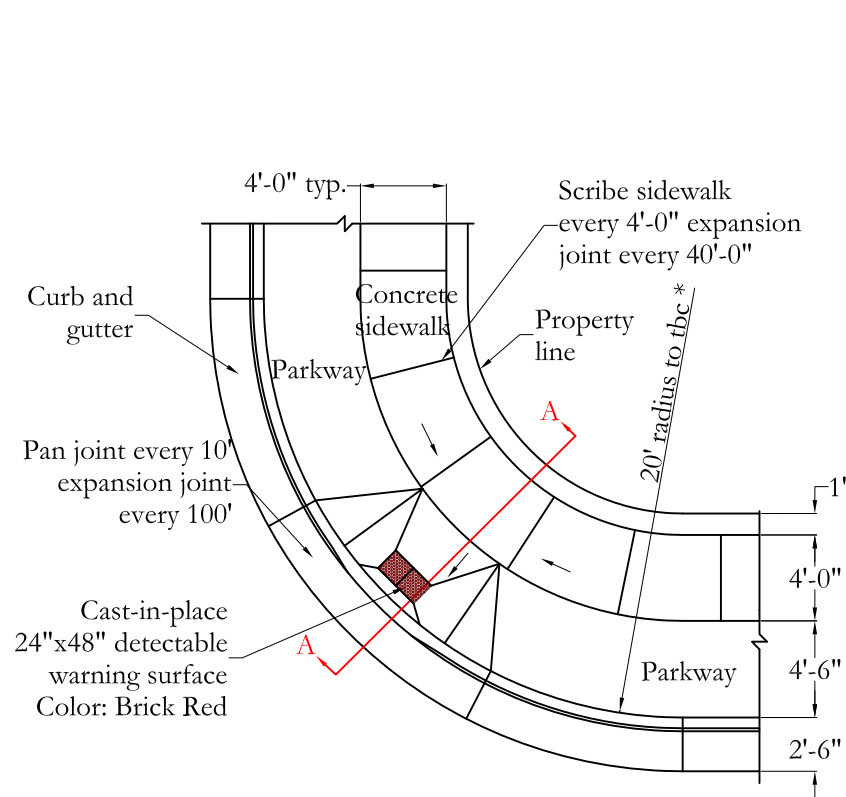 4'-0" typ.
Scribe sidewalk
every 4'-0" expansion
joint every 40'-0"
Curb and
gutter
Concrete
sidewalk
Property
line
Parkway
20' radius to tbc *
A
Pan joint every 10'
expansion joint
every 100'
1'
4'-0"
Cast-in-place
24"x48" detectable
warning surface
Color: Brick Red
A
Parkway
4'-6"
2'-6"